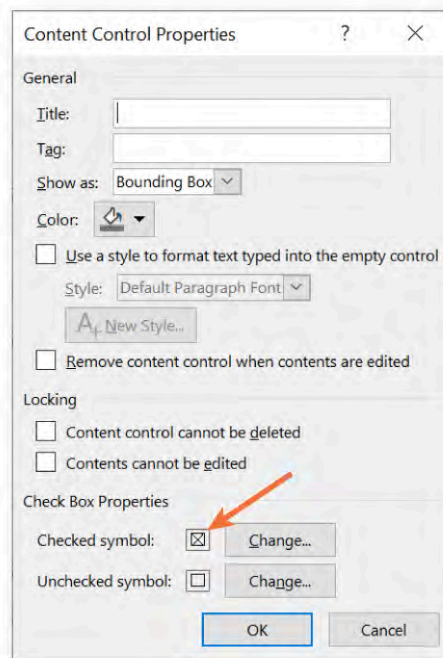 Content Control Properties ? ×
General
Title:
Tag:
Show as: Bounding Box
Color:
Use a style to format text typed into the empty control
Style: Default Paragraph Font
A₊ New Style...
Remove content control when contents are edited
Locking
Content control cannot be deleted
Contents cannot be edited
Check Box Properties
Checked symbol: ☒ Change...
Unchecked symbol: ☐ Change...
OK Cancel